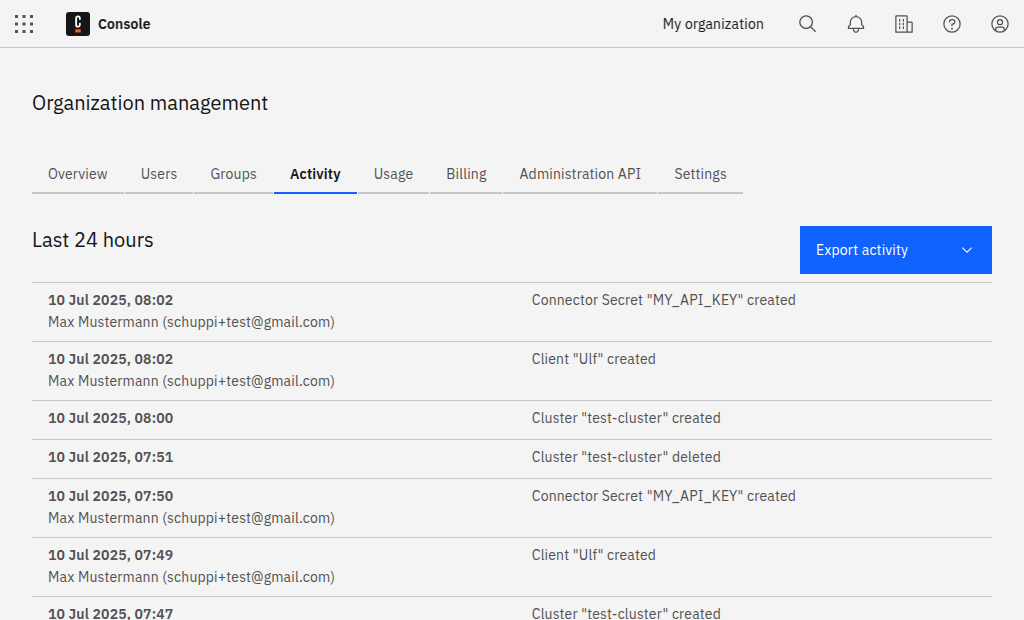 Console
My organization
Organization management
Overview Users Groups Activity Usage Billing Administration API Settings
Last 24 hours
Export activity
10 Jul 2025, 08:02 Connector Secret "MY_API_KEY" created
Max Mustermann (schuppi+test@gmail.com)
10 Jul 2025, 08:02 Client "Ulf" created
Max Mustermann (schuppi+test@gmail.com)
10 Jul 2025, 08:00 Cluster "test-cluster" created
10 Jul 2025, 07:51 Cluster "test-cluster" deleted
10 Jul 2025, 07:50 Connector Secret "MY_API_KEY" created
Max Mustermann (schuppi+test@gmail.com)
10 Jul 2025, 07:49 Client "Ulf" created
Max Mustermann (schuppi+test@gmail.com)
10 Jul 2025, 07:47 Cluster "test-cluster" created